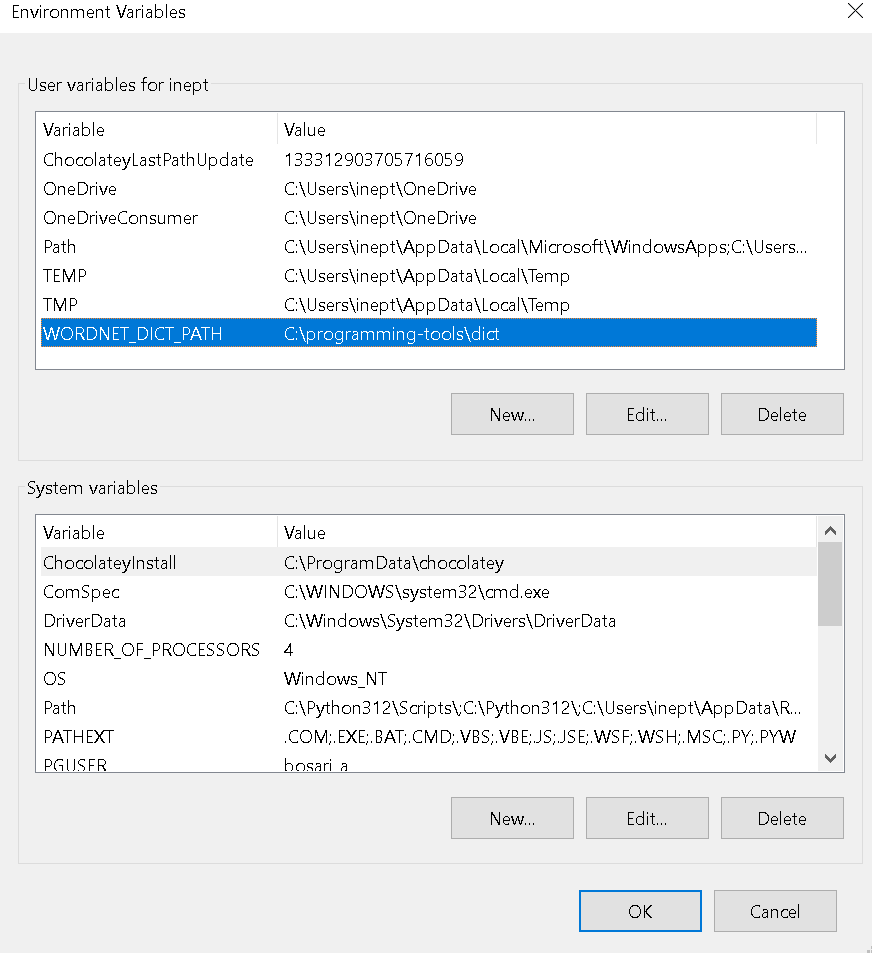 Environment Variables
User variables for inept
Variable Value
ChocolateyLastPathUpdate 133312903705716059
OneDrive C:\Users\inept\OneDrive
OneDriveConsumer C:\Users\inept\OneDrive
Path C:\Users\inept\AppData\Local\Microsoft\WindowsApps;C:\Users...
TEMP C:\Users\inept\AppData\Local\Temp
TMP C:\Users\inept\AppData\Local\Temp
WORDNET_DICT_PATH C:\programming-tools\dict
New... Edit... Delete
System variables
Variable Value
ChocolateyInstall C:\ProgramData\chocolatey
ComSpec C:\WINDOWS\system32\cmd.exe
DriverData C:\Windows\System32\Drivers\DriverData
NUMBER_OF_PROCESSORS 4
OS Windows_NT
Path C:\Python312\Scripts\;C:\Python312\;C:\Users\inept\AppData\R...
PATHEXT .COM;.EXE;.BAT;.CMD;.VBS;.VBE;.JS;.JSE;.WSF;.WSH;.MSC;.PY;.PYW
PGUSER bosari_a
New... Edit... Delete
OK Cancel